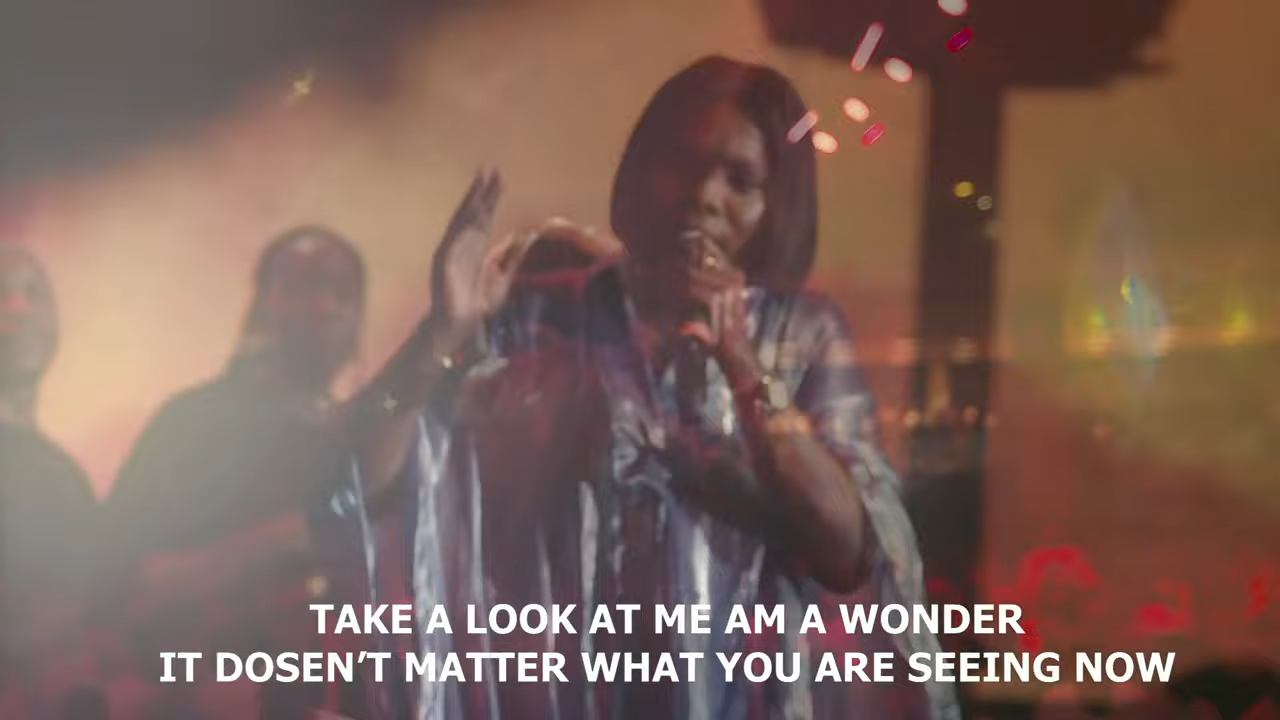 TAKE A LOOK AT ME AM A WONDER
IT DOSEN’T MATTER WHAT YOU ARE SEEING NOW